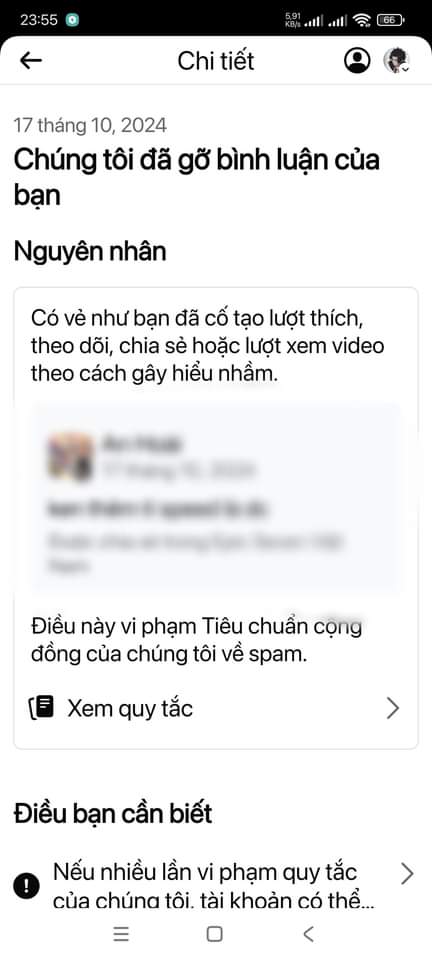 23:55
5,91
KB/s
66
Chi tiết
17 tháng 10, 2024
Chúng tôi đã gỡ bình luận của
bạn
Nguyên nhân
Có vẻ như bạn đã cố tạo lượt thích,
theo dõi, chia sẻ hoặc lượt xem video
theo cách gây hiểu nhầm.
17 tháng 10, 2024
Điều này vi phạm Tiêu chuẩn cộng
đồng của chúng tôi về spam.
Xem quy tắc
Điều bạn cần biết
Nếu nhiều lần vi phạm quy tắc
của chúng tôi, tài khoản có thể...